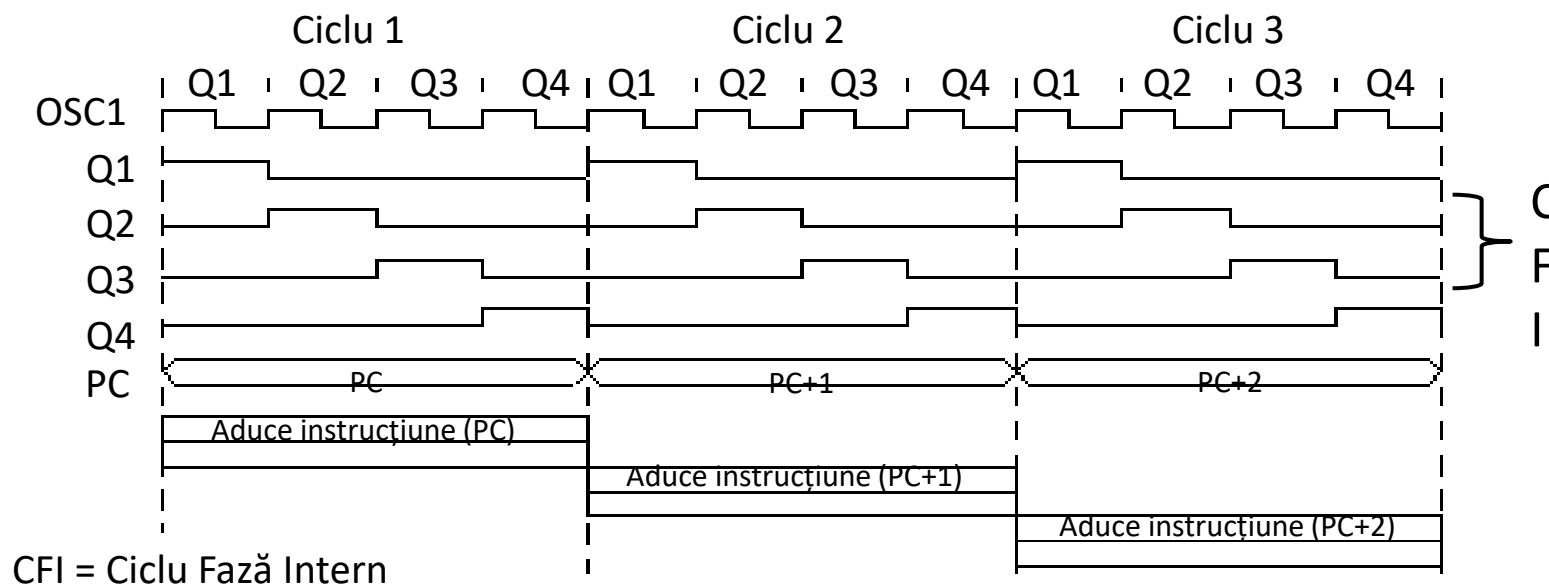 Ciclu 1 Ciclu 2 Ciclu 3
Q1 Q2 Q3 Q4 Q1 Q2 Q3 Q4 Q1 Q2 Q3 Q4
OSC1
Q1
Q2
Q3
Q4
PC PC PC+1 PC+2
Aduce instrucțiune (PC)
Aduce instrucțiune (PC+1)
Aduce instrucțiune (PC+2)
CFI = Ciclu Fază Intern
F
I